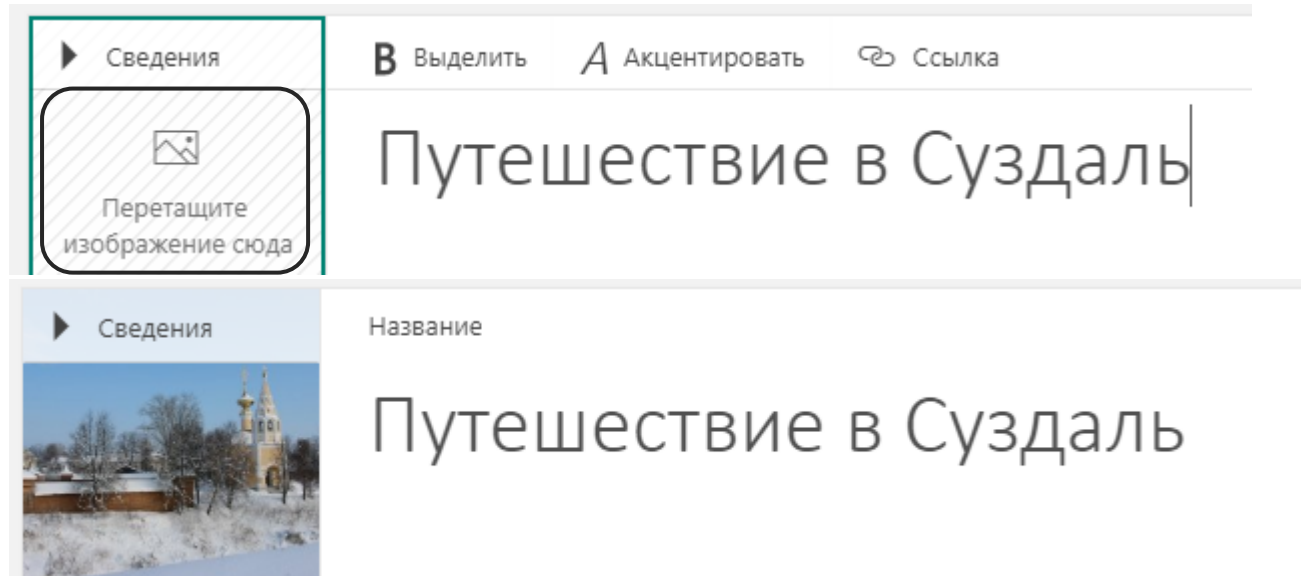 Сведения
B Выделить A Акцентировать Ссылка
Путешествие в Суздаль
Перетащите
изображение сюда
Сведения
Название
Путешествие в Суздаль